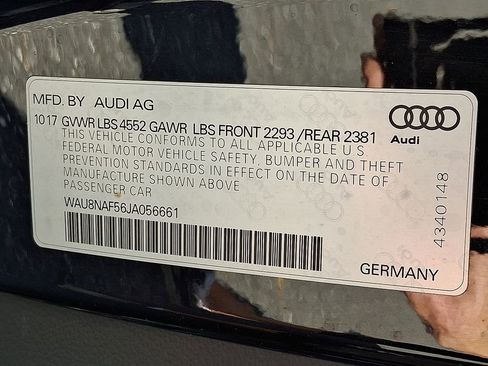 MFD. BY AUDI AG
10 17 GVWR LBS 4552 GAWR LBS FRONT 2293 /REAR 2381
THIS VEHICLE CONFORMS TO ALL APPLICABLE U.S.
FEDERAL MOTOR VEHICLE SAFETY, BUMPER AND THEFT
PREVENTION STANDARDS IN EFFECT ON THE DATE OF
MANUFACTURE SHOWN ABOVE
PASSENGER CAR
WAU8NAF56JA056661
Audi
4340148
GERMANY